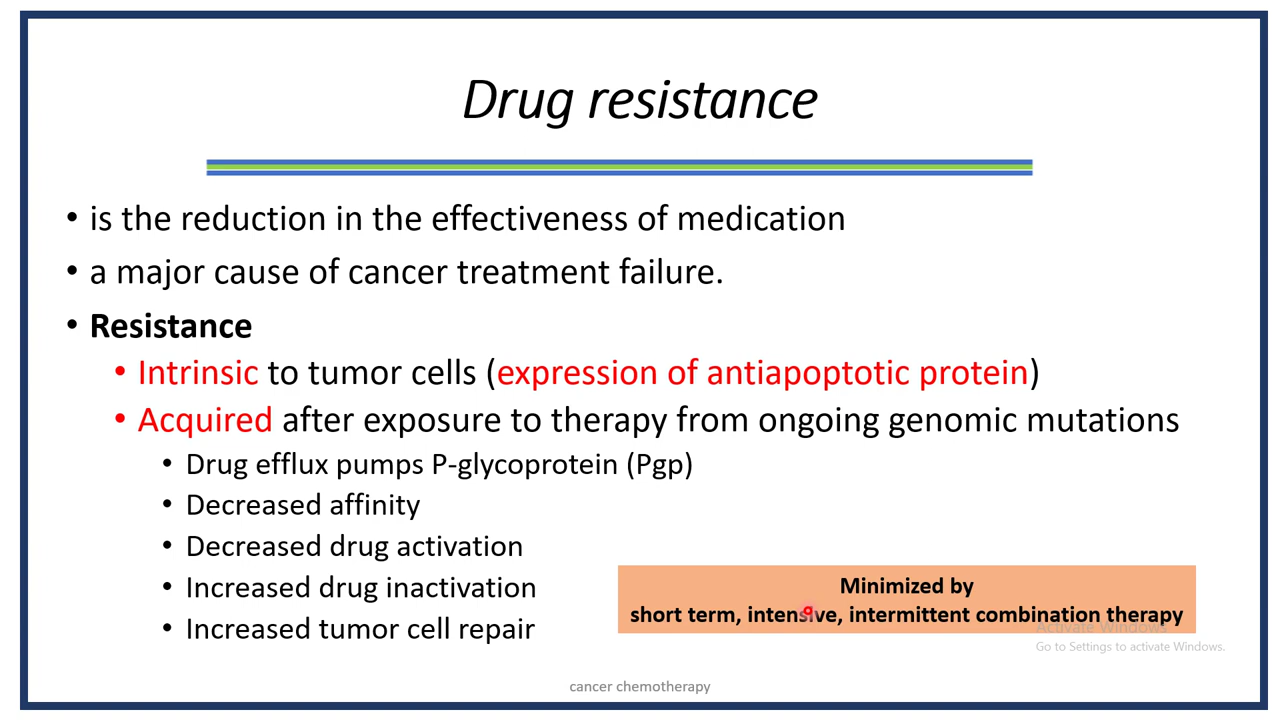 Drug resistance
• is the reduction in the effectiveness of medication
• a major cause of cancer treatment failure.
• Resistance
• Intrinsic to tumor cells (expression of antiapoptotic protein)
• Acquired after exposure to therapy from ongoing genomic mutations
• Drug efflux pumps P-glycoprotein (Pgp)
• Decreased affinity
• Decreased drug activation
• Increased drug inactivation
• Increased tumor cell repair
Minimized by
short term, intensive, intermittent combination therapy
Activate Windows
Go to Settings to activate Windows.
cancer chemotherapy